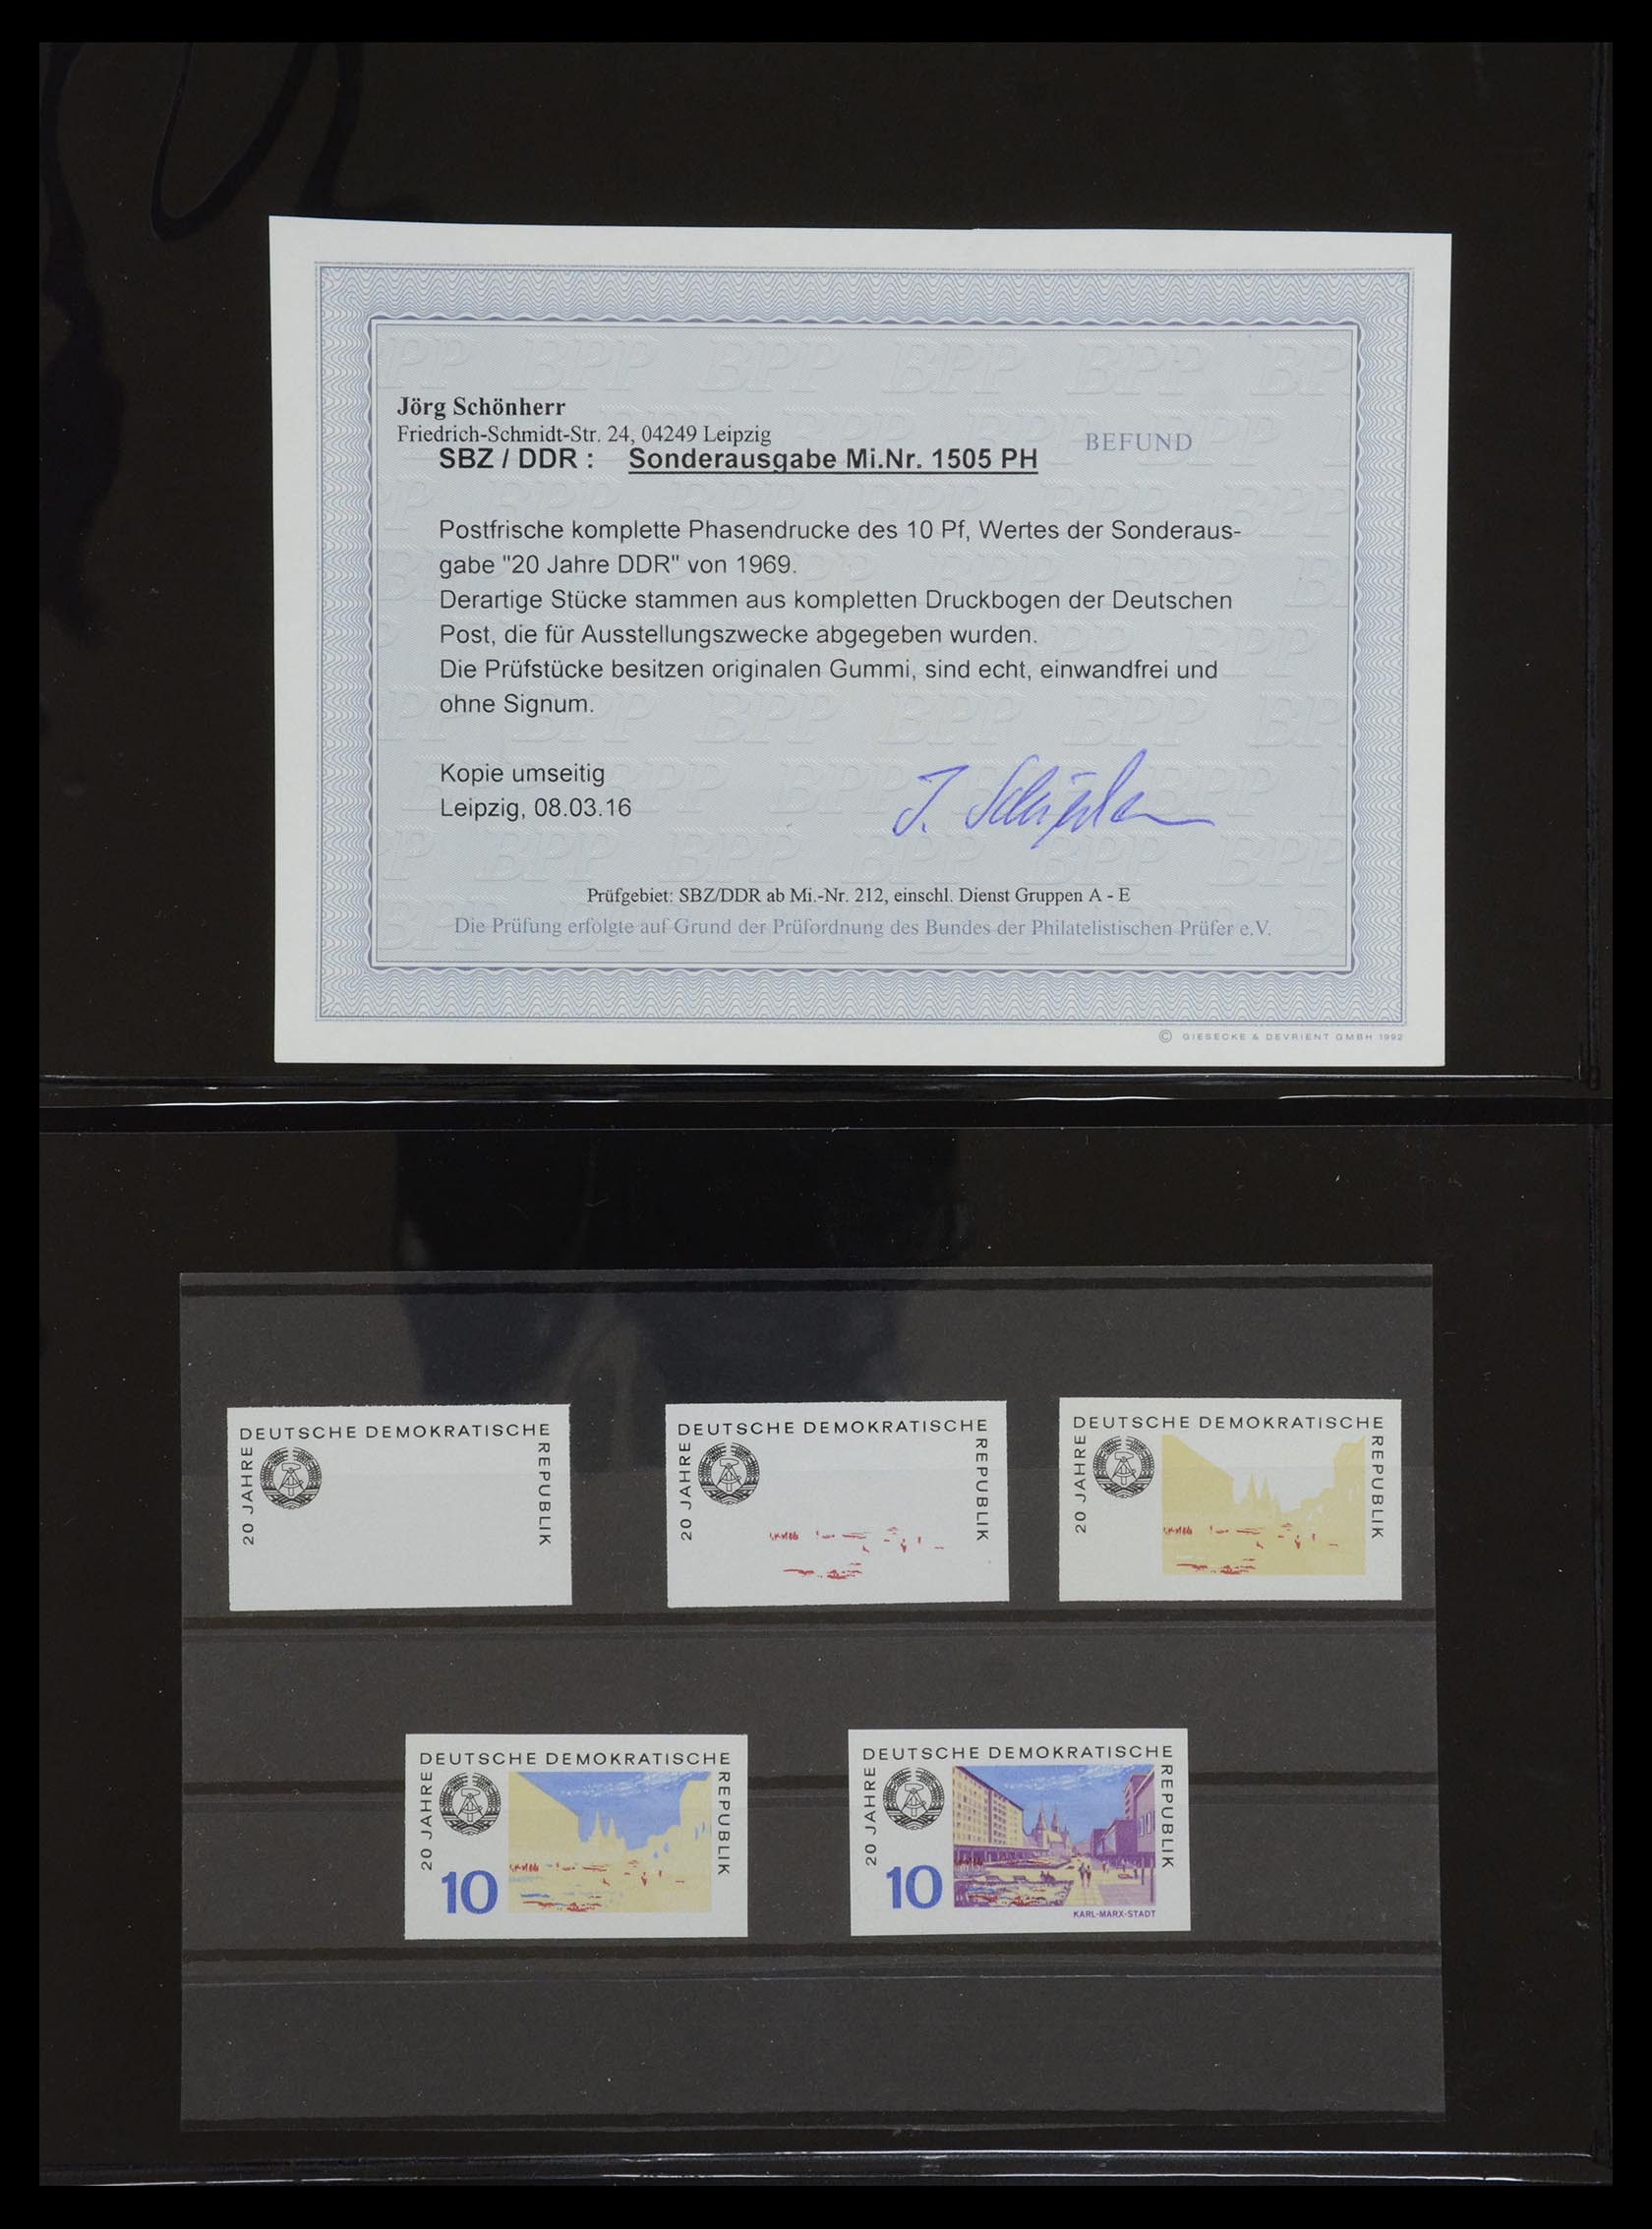 Jörg Schönherr
Friedrich-Schmidt-Str. 24, 04249 Leipzig
BEFUND
SBZ / DDR : Sonderausgabe Mi.Nr. 1505 PH
Postfrische komplette Phasendrucke des 10 Pf, Wertes der Sonderaus-
gabe "20 Jahre DDR" von 1969.
Derartige Stücke stammen aus kompletten Druckbogen der Deutschen
Post, die für Ausstellungszwecke abgegeben wurden.
Die Prüfstücke besitzen originalen Gummi, sind echt, einwandfrei und
ohne Signum.
Kopie umseitig
Leipzig, 08.03.16
Prüfgebiet: SBZ/DDR ab Mi.-Nr. 212, einschl. Dienst Gruppen A - E
Die Prüfung erfolgte auf Grund der Prüfordnung des Bundes der Philatelistischen Prüfer e.V.
© GIESECKE & DEVRIENT GMBH 1992
DEUTSCHE DEMOKRATISCHE
REPUBLIK
20 JAHRE
DEUTSCHE DEMOKRATISCHE
REPUBLIK
20 JAHRE
DEUTSCHE DEMOKRATISCHE
REPUBLIK
20 JAHRE
DEUTSCHE DEMOKRATISCHE
REPUBLIK
20 JAHRE
10
DEUTSCHE DEMOKRATISCHE
REPUBLIK
20 JAHRE
10
KARL-MARX-STADT